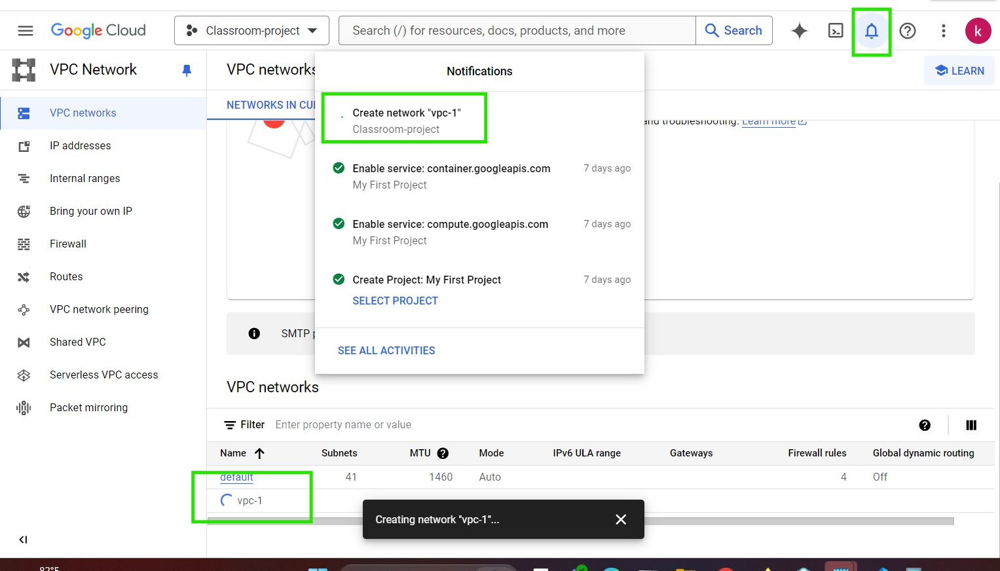 Google Cloud
Classroom-project
Search (/) for resources, docs, products, and more
Search
k
VPC Network
VPC networks
LEARN
Notifications
NETWORKS IN CU
Create network "vpc-1"
Classroom-project
and troubleshooting. Learn more
Enable service: container.googleapis.com
7 days ago
My First Project
Enable service: compute.googleapis.com
7 days ago
My First Project
Create Project: My First Project
7 days ago
SELECT PROJECT
SMTP
SEE ALL ACTIVITIES
VPC networks
IP addresses
Internal ranges
Bring your own IP
Firewall
Routes
VPC network peering
Shared VPC
Serverless VPC access
Packet mirroring
VPC networks
Filter Enter property name or value
Name Subnets MTU Mode IPv6 ULA range Gateways Firewall rules Global dynamic routing
default 41 1460 Auto 4 Off
vpc-1
Creating network "vpc-1"...
82°F